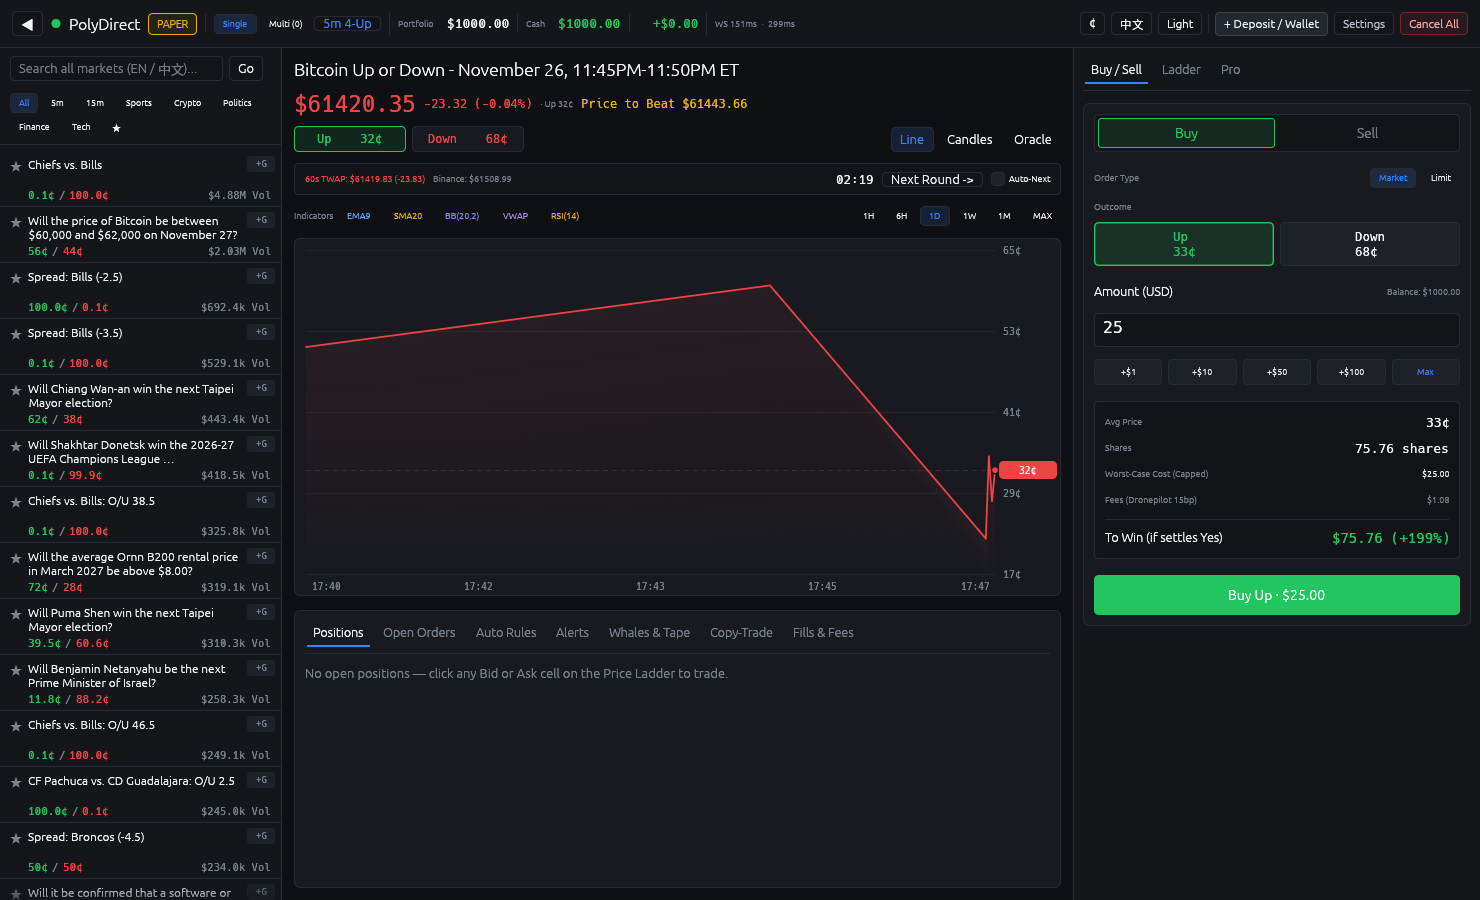 ◀ PolyDirect PAPER Single Multi (0) 5m 4-Up Portfolio $1000.00 Cash $1000.00 +$0.00 WS 151ms · 299ms ¢ 中文 Light + Deposit / Wallet Settings Cancel All
Search all markets (EN / 中文)... Go
All 5m 15m Sports Crypto Politics
Finance Tech ★
★ Chiefs vs. Bills +G
0.1¢ / 100.0¢ $4.88M Vol
★ Will the price of Bitcoin be between +G
$60,000 and $62,000 on November 27?
56¢ / 44¢ $2.03M Vol
★ Spread: Bills (-2.5) +G
100.0¢ / 0.1¢ $692.4k Vol
★ Spread: Bills (-3.5) +G
0.1¢ / 100.0¢ $529.1k Vol
★ Will Chiang Wan-an win the next Taipei +G
Mayor election?
62¢ / 38¢ $443.4k Vol
★ Will Shakhtar Donetsk win the 2026-27 +G
UEFA Champions League ...
0.1¢ / 99.9¢ $418.5k Vol
★ Chiefs vs. Bills: O/U 38.5 +G
0.1¢ / 100.0¢ $325.8k Vol
★ Will the average Ornn B200 rental price +G
in March 2027 be above $8.00?
72¢ / 28¢ $319.1k Vol
★ Will Puma Shen win the next Taipei +G
Mayor election?
39.5¢ / 60.6¢ $310.3k Vol
★ Will Benjamin Netanyahu be the next +G
Prime Minister of Israel?
11.8¢ / 88.2¢ $258.3k Vol
★ Chiefs vs. Bills: O/U 46.5 +G
0.1¢ / 100.0¢ $249.1k Vol
★ CF Pachuca vs. CD Guadalajara: O/U 2.5 +G
100.0¢ / 0.1¢ $245.0k Vol
★ Spread: Broncos (-4.5) +G
50¢ / 50¢ $234.0k Vol
★ Will it be confirmed that a software or +G
Bitcoin Up or Down - November 26, 11:45PM-11:50PM ET
$61420.35 -23.32 (-0.04%) · Up 32¢ Price to Beat $61443.66
Up 32¢ Down 68¢ Line Candles Oracle
60s TWAP: $61419.83 (-23.83) Binance: $61508.99 02:19 Next Round -> Auto-Next
Indicators EMA9 SMA20 BB(20,2) VWAP RSI(14) 1H 6H 1D 1W 1M MAX
65¢
53¢
41¢
32¢
29¢
17¢
17:40 17:42 17:43 17:45 17:47
Positions Open Orders Auto Rules Alerts Whales & Tape Copy-Trade Fills & Fees
No open positions — click any Bid or Ask cell on the Price Ladder to trade.
Buy / Sell Ladder Pro
Buy Sell
Order Type Market Limit
Outcome
Up Down
33¢ 68¢
Amount (USD) Balance: $1000.00
25
+$1 +$10 +$50 +$100 Max
Avg Price 33¢
Shares 75.76 shares
Worst-Case Cost (Capped) $25.00
Fees (Dronepilot 15bp) $1.08
To Win (if settles Yes) $75.76 (+199%)
Buy Up · $25.00